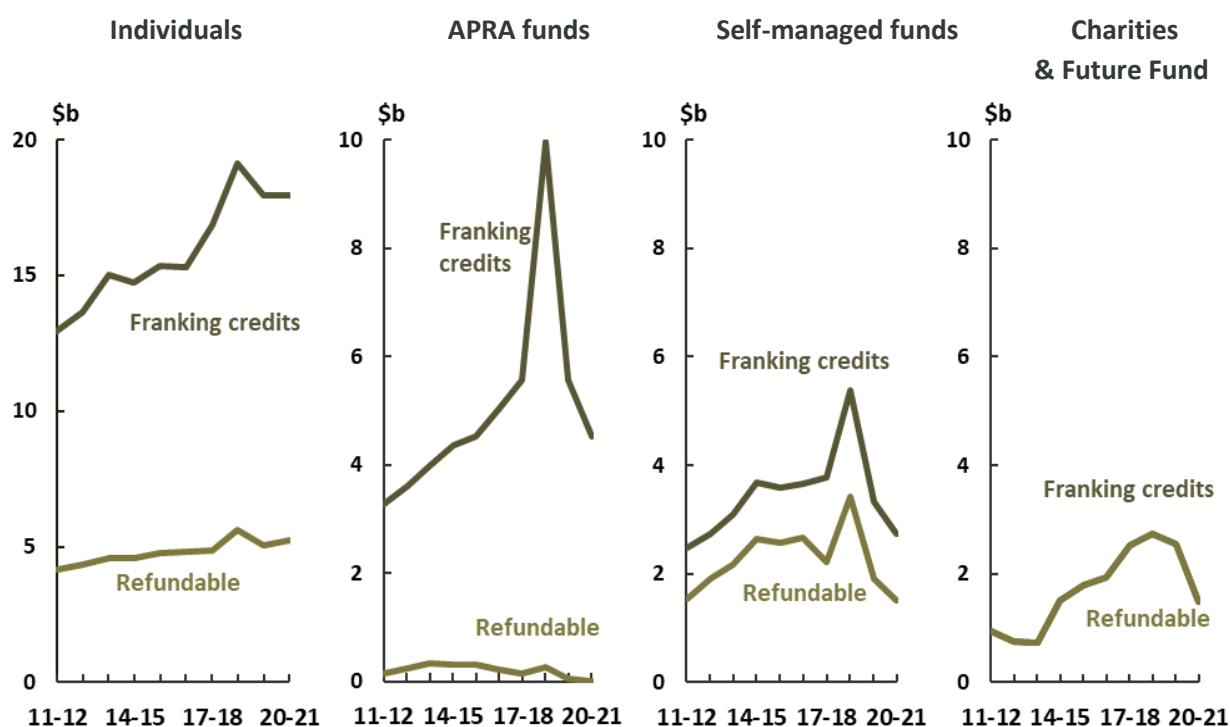 Individuals
APRA funds
Self-managed funds
Charities
& Future Fund
$b
20
15
10
5
0
Franking credits
Refundable
11-12 14-15 17-18 20-21
$b
10
8
6
4
2
0
Franking
credits
Refundable
11-12 14-15 17-18 20-21
$b
10
8
6
4
2
0
Franking credits
Refundable
11-12 14-15 17-18 20-21
$b
10
8
6
4
2
0
Franking credits
Refundable
11-12 14-15 17-18 20-21